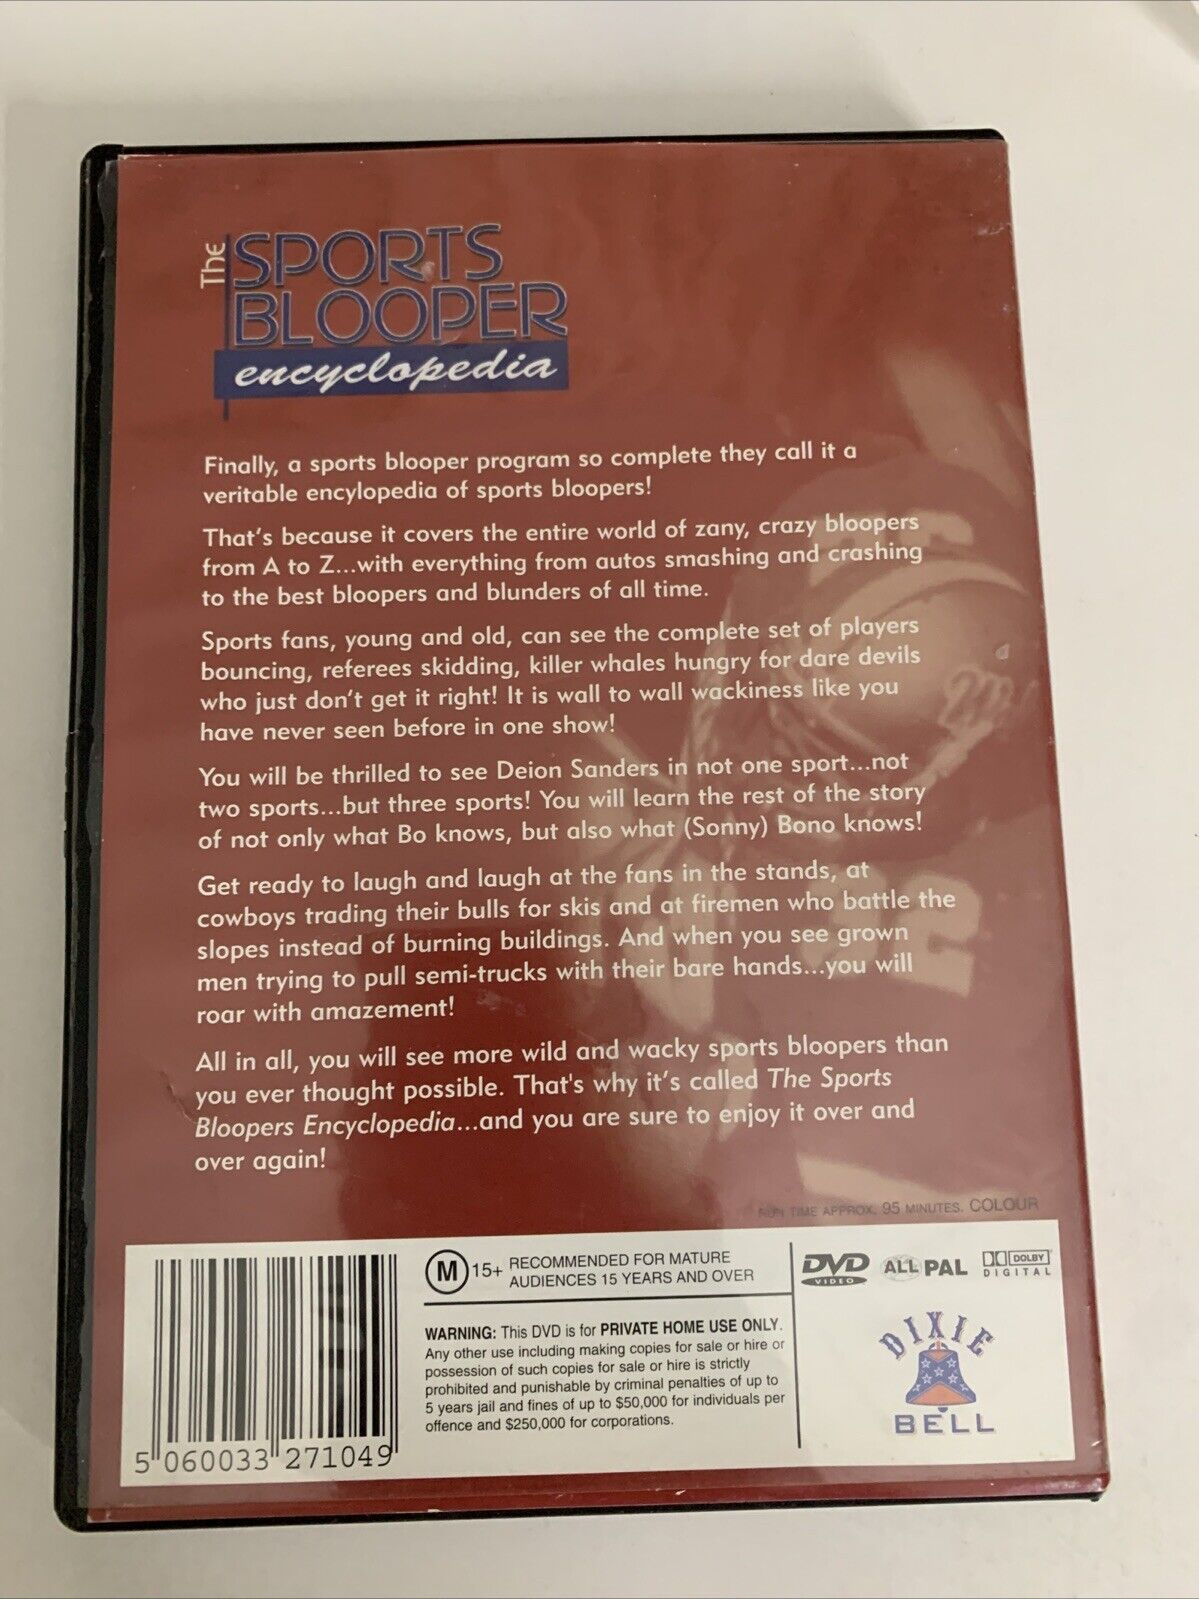 The
SPORTS
BLOOPER
encyclopedia
Finally, a sports blooper program so complete they call it a
veritable encylopedia of sports bloopers!
That's because it covers the entire world of zany, crazy bloopers
from A to Z...with everything from autos smashing and crashing
to the best bloopers and blunders of all time.
Sports fans, young and old, can see the complete set of players
bouncing, referees skidding, killer whales hungry for dare devils
who just don't get it right! It is wall to wall wackiness like you
have never seen before in one show!
You will be thrilled to see Deion Sanders in not one sport...not
two sports...but three sports! You will learn the rest of the story
of not only what Bo knows, but also what (Sonny) Bono knows!
Get ready to laugh and laugh at the fans in the stands, at
cowboys trading their bulls for skis and at firemen who battle the
slopes instead of burning buildings. And when you see grown
men trying to pull semi-trucks with their bare hands...you will
roar with amazement!
All in all, you will see more wild and wacky sports bloopers than
you ever thought possible. That's why it's called The Sports
Bloopers Encyclopedia...and you are sure to enjoy it over and
over again!
RUN TIME APPROX. 95 MINUTES. COLOUR
M 15+ RECOMMENDED FOR MATURE
AUDIENCES 15 YEARS AND OVER
WARNING: This DVD is for PRIVATE HOME USE ONLY.
Any other use including making copies for sale or hire or
possession of such copies for sale or hire is strictly
prohibited and punishable by criminal penalties of up to
5 years jail and fines of up to $50,000 for individuals per
offence and $250,000 for corporations.
DVD
VIDEO
ALL PAL
DOLBY
DIGITAL
DIXIE
BELL
5 060033 271049